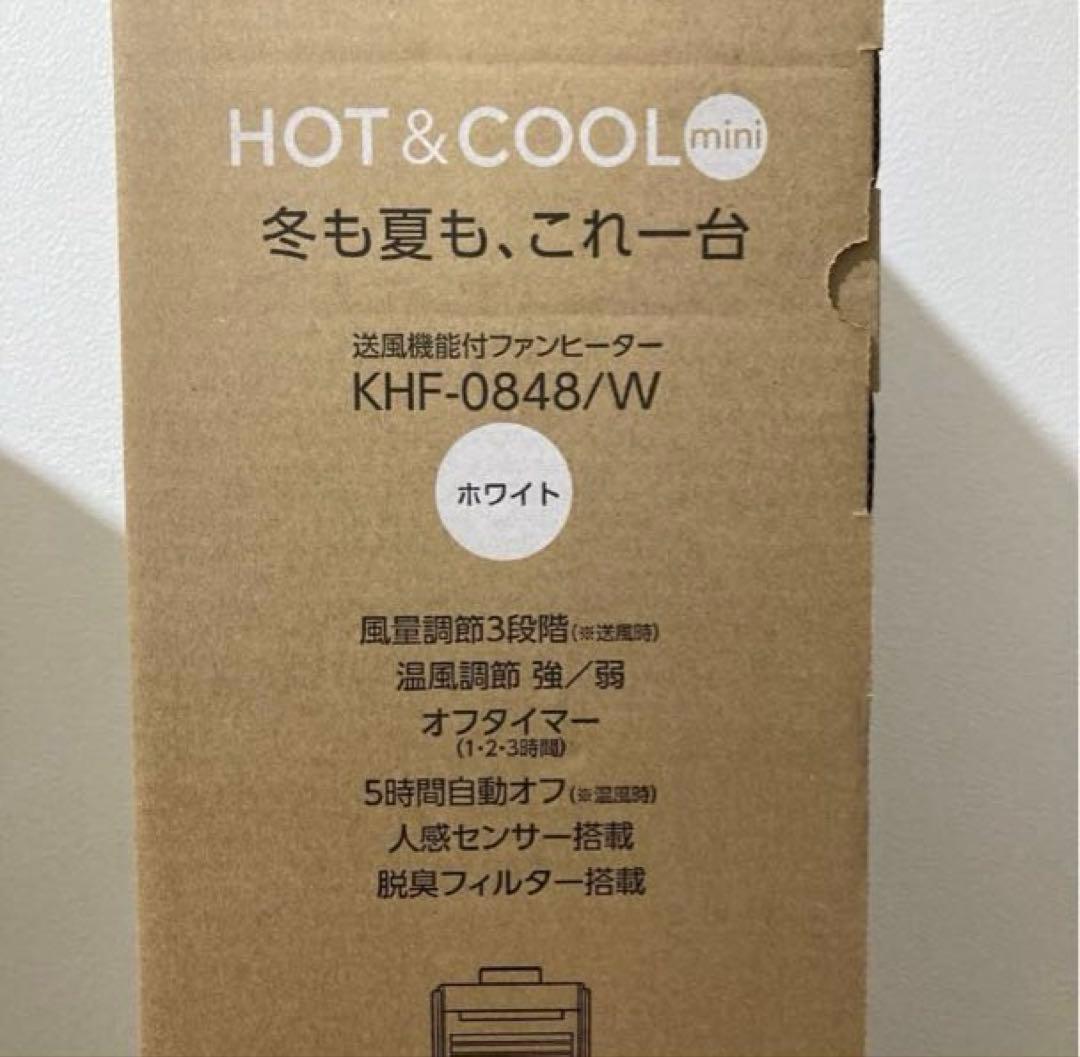 HOT&COOL mini
冬も夏も、これ一台
送風機能付ファンヒーター
KHF-0848/W
ホワイト
風量調節3段階(※送風時)
温風調節 強／弱
オフタイマー
(1・2・3時間)
5時間自動オフ(※温風時)
人感センサー搭載
脱臭フィルター搭載